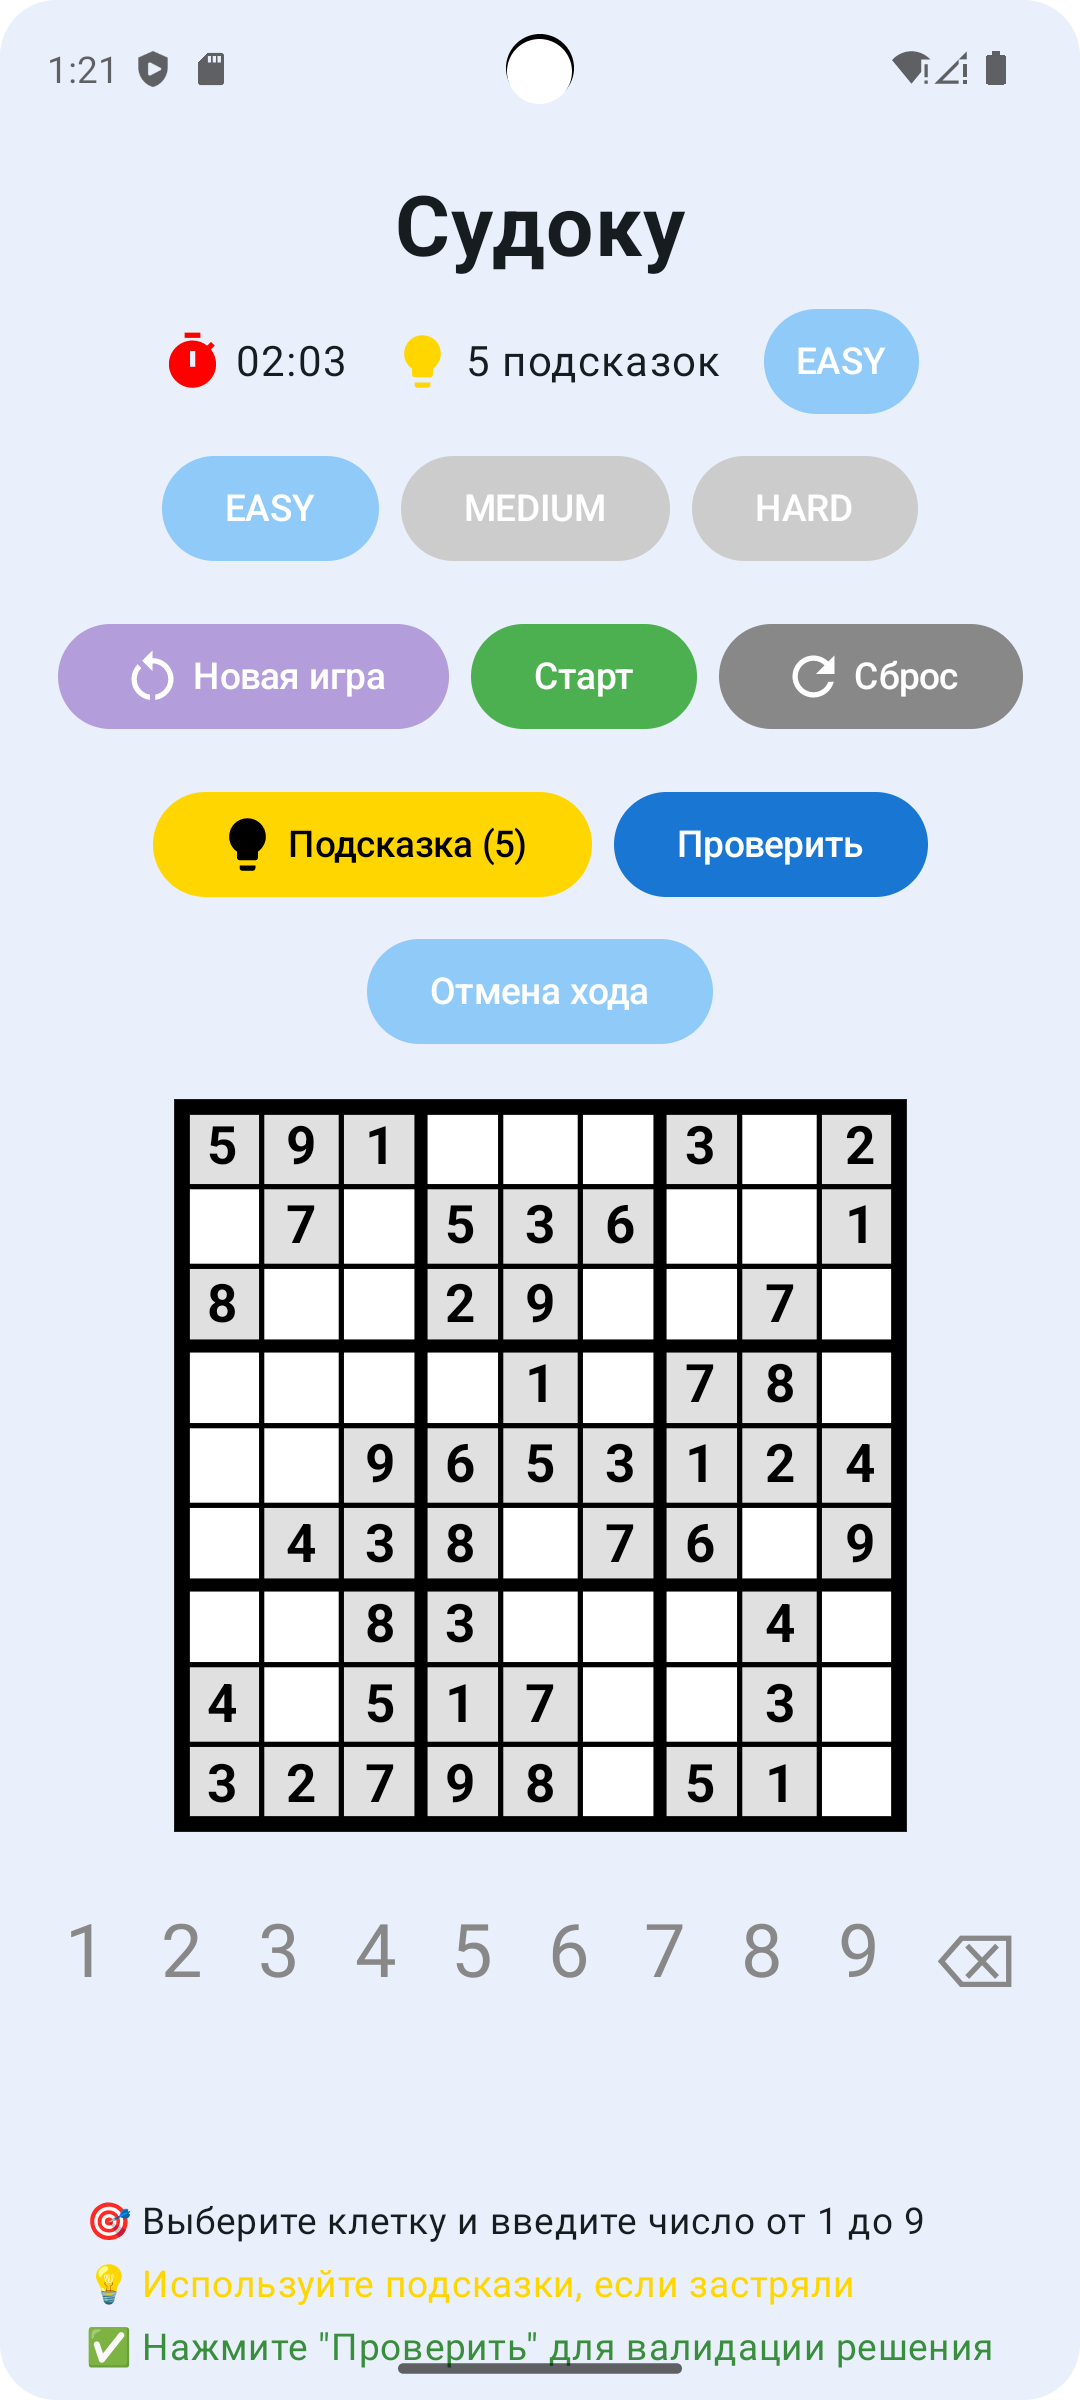 1:21
Судоку
02:03 5 подсказок EASY
EASY MEDIUM HARD
Новая игра Старт Сброс
Подсказка (5) Проверить
Отмена хода
5 9 1 3 2
7 5 3 6 1
8 2 9 7
1 7 8
9 6 5 3 1 2 4
4 3 8 7 6 9
8 3 4
4 5 1 7 3
3 2 7 9 8 5 1
1 2 3 4 5 6 7 8 9
Выберите клетку и введите число от 1 до 9
Используйте подсказки, если застряли
Нажмите "Проверить" для валидации решения